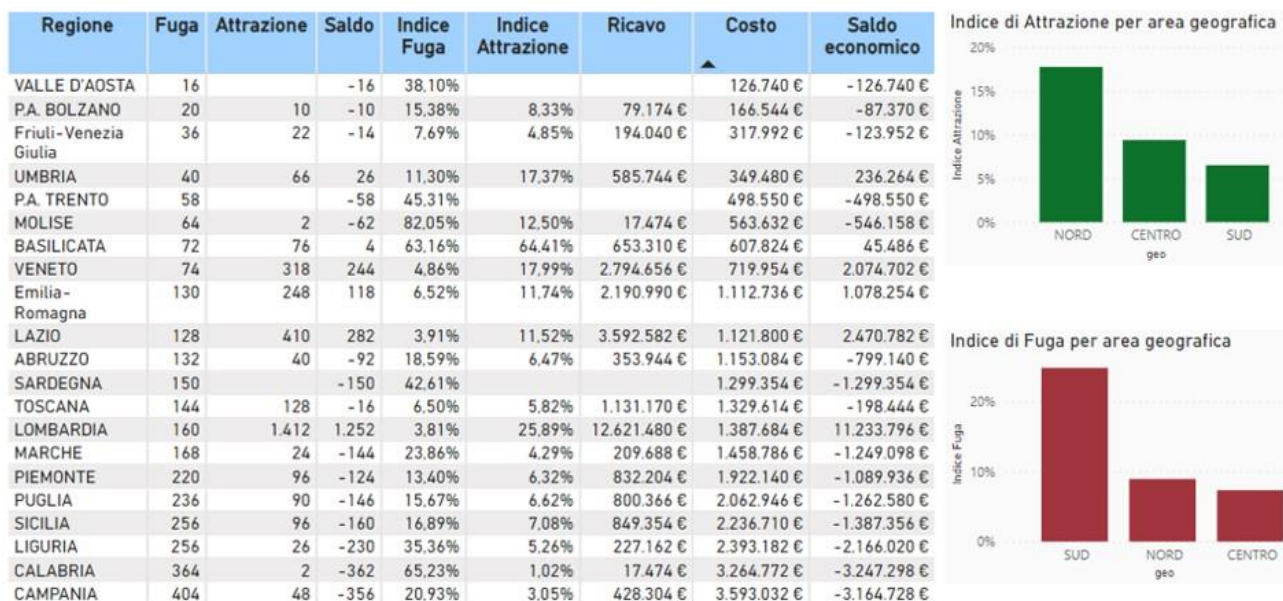 Regione Fuga Attrazione Saldo Indice Fuga Indice Attrazione Ricavo Costo Saldo economico
VALLE D'AOSTA 16 -16 38,10% 126.740 € -126.740 €
P.A. BOLZANO 20 10 -10 15,38% 8,33% 79.174 € 166.544 € -87.370 €
Friuli-Venezia Giulia 36 22 -14 7,69% 4,85% 194.040 € 317.992 € -123.952 €
UMBRIA 40 66 26 11,30% 17,37% 585.744 € 349.480 € 236.264 €
P.A. TRENTO 58 -58 45,31% 498.550 € -498.550 €
MOLISE 64 2 -62 82,05% 12,50% 17.474 € 563.632 € -546.158 €
BASILICATA 72 76 4 63,16% 64,41% 653.310 € 607.824 € 45.486 €
VENETO 74 318 244 4,86% 17,99% 2.794.656 € 719.954 € 2.074.702 €
Emilia-Romagna 130 248 118 6,52% 11,74% 2.190.990 € 1.112.736 € 1.078.254 €
LAZIO 128 410 282 3,91% 11,52% 3.592.582 € 1.121.800 € 2.470.782 €
ABRUZZO 132 40 -92 18,59% 6,47% 353.944 € 1.153.084 € -799.140 €
SARDEGNA 150 -150 42,61% 1.299.354 € -1.299.354 €
TOSCANA 144 128 -16 6,50% 5,82% 1.131.170 € 1.329.614 € -198.444 €
LOMBARDIA 160 1.412 1.252 3,81% 25,89% 12.621.480 € 1.387.684 € 11.233.796 €
MARCHE 168 24 -144 23,86% 4,29% 209.688 € 1.458.786 € -1.249.098 €
PIEMONTE 220 96 -124 13,40% 6,32% 832.204 € 1.922.140 € -1.089.936 €
PUGLIA 236 90 -146 15,67% 6,62% 800.366 € 2.062.946 € -1.262.580 €
SICILIA 256 96 -160 16,89% 7,08% 849.354 € 2.236.710 € -1.387.356 €
LIGURIA 256 26 -230 35,36% 5,26% 227.162 € 2.393.182 € -2.166.020 €
CALABRIA 364 2 -362 65,23% 1,02% 17.474 € 3.264.772 € -3.247.298 €
CAMPANIA 404 48 -356 20,93% 3,05% 428.304 € 3.593.032 € -3.164.728 €
Indice di Attrazione per area geografica
Indice Attrazione
20%
15%
10%
5%
0%
NORD CENTRO SUD
geo
Indice di Fuga per area geografica
Indice Fuga
20%
10%
0%
SUD NORD CENTRO
geo